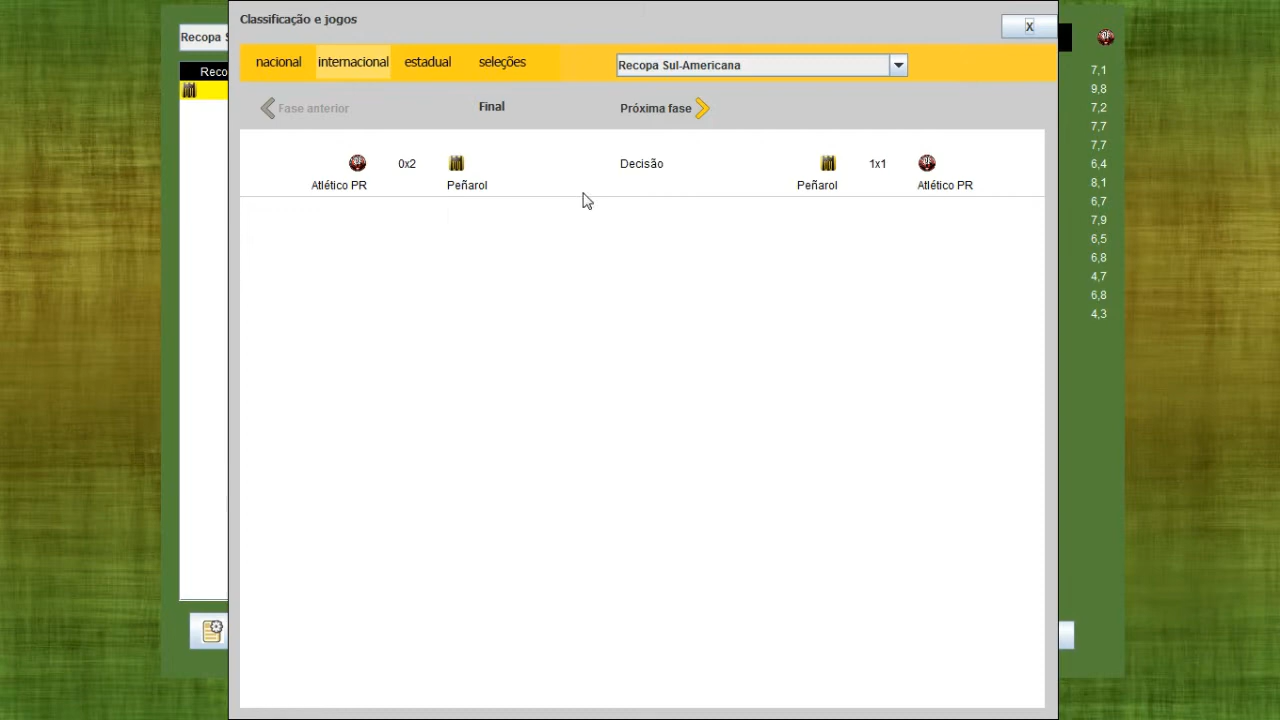 Classificação e jogos
X
Recopa S
nacional internacional estadual seleções Recopa Sul-Americana
Reco
Fase anterior Final Próxima fase
0x2 Decisão 1x1
Atlético PR Peñarol Peñarol Atlético PR
7,1
9,8
7,2
7,7
7,7
6,4
8,1
6,7
7,9
6,5
6,8
4,7
6,8
4,3